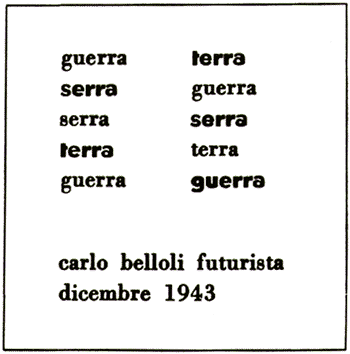 guerra terra
serra guerra
serra serra
terra terra
guerra guerra
carlo belloli futurista
dicembre 1943